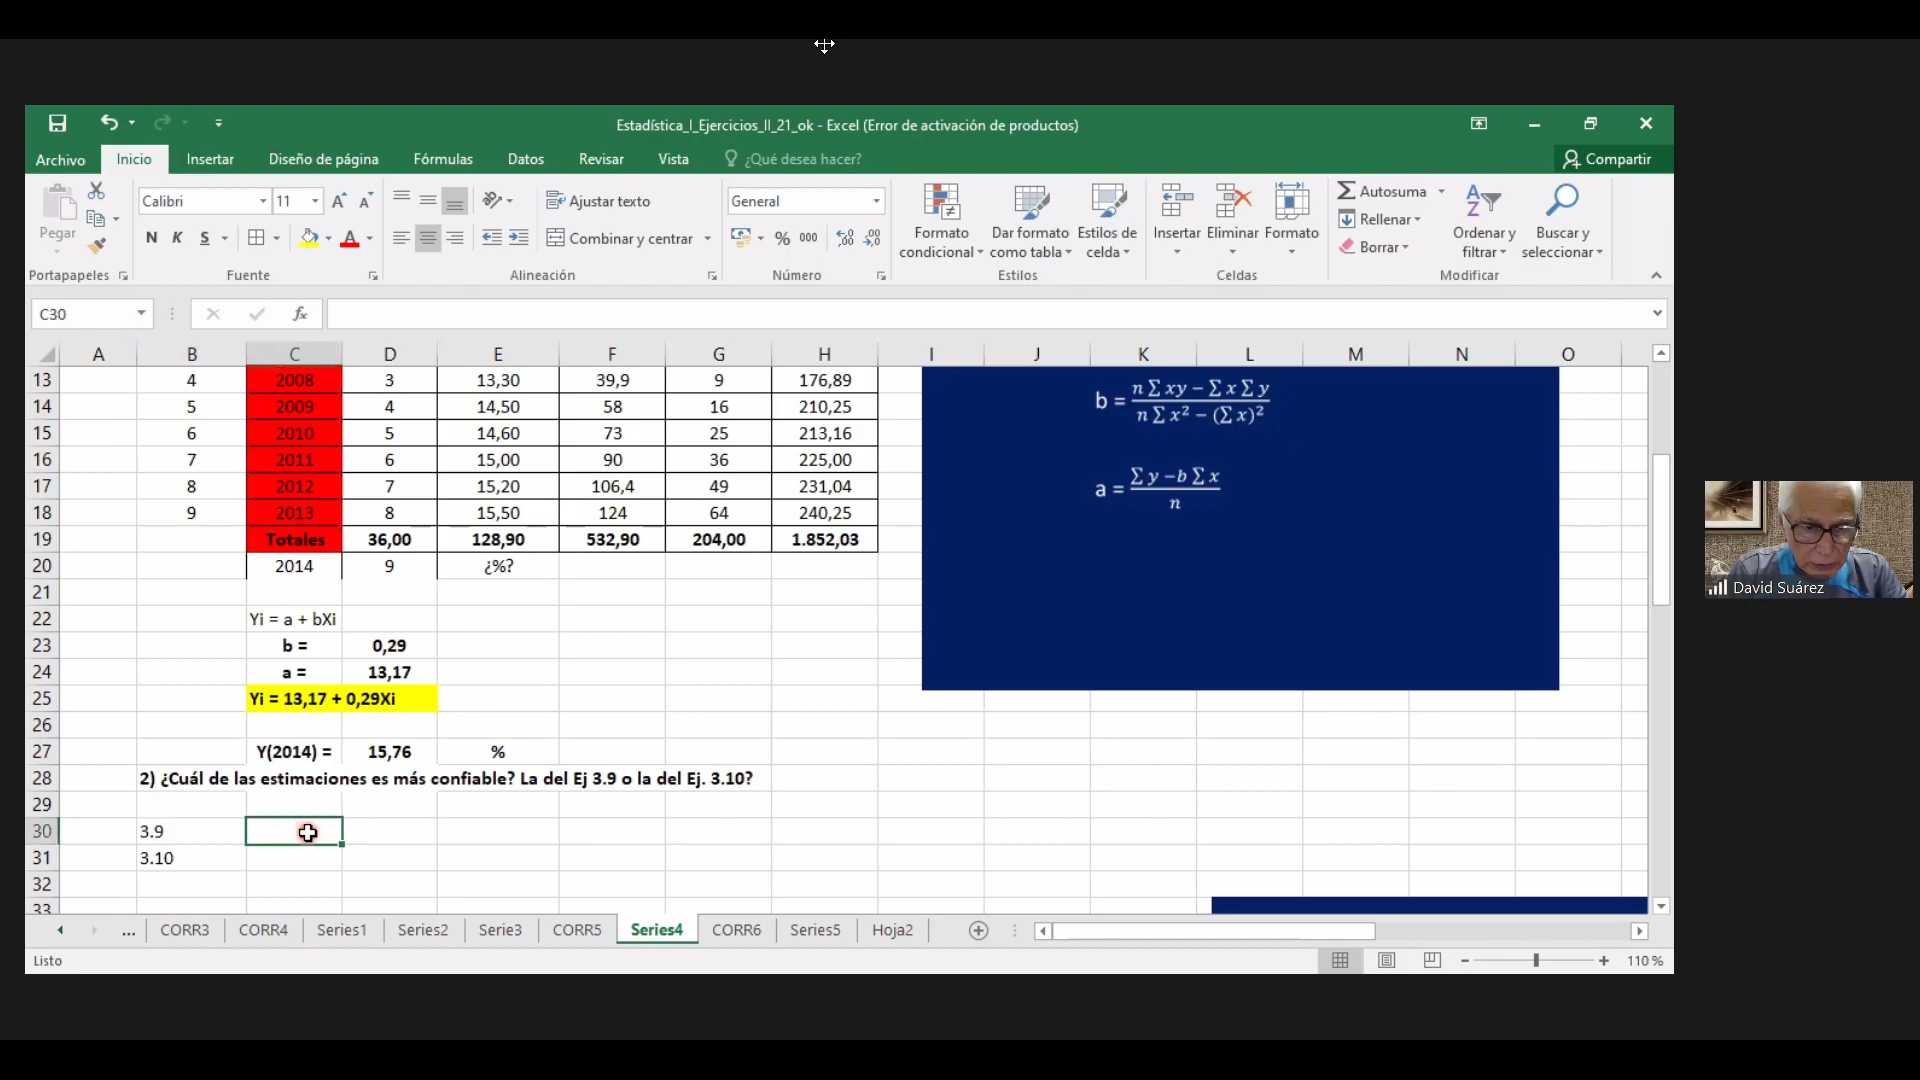 Estadística_I_Ejercicios_II_21_ok - Excel (Error de activación de productos)
Archivo Inicio Insertar Diseño de página Fórmulas Datos Revisar Vista ¿Qué desea hacer? Compartir
Calibri 11 Ajustar texto General Autosuma
Pegar Formato condicional Dar formato como tabla Estilos de celda Insertar Eliminar Formato Rellenar Ordenar y filtrar Buscar y seleccionar
N K S A Combinar y centrar % 000 Borrar
Portapapeles Fuente Alineación Número Estilos Celdas Modificar
C30 fx
A B C D E F G H I J K L M N O
13 4 2008 3 13,30 39,9 9 176,89
14 5 2009 4 14,50 58 16 210,25
15 6 2010 5 14,60 73 25 213,16
16 7 2011 6 15,00 90 36 225,00
17 8 2012 7 15,20 106,4 49 231,04
18 9 2013 8 15,50 124 64 240,25
19 Totales 36,00 128,90 532,90 204,00 1.852,03
20 2014 9 ¿%?
21
22 Yi = a + bXi
23 b = 0,29
24 a = 13,17
25 Yi = 13,17 + 0,29Xi
26
27 Y(2014) = 15,76 %
28 2) ¿Cuál de las estimaciones es más confiable? La del Ej 3.9 o la del Ej. 3.10?
29
30 3.9
31 3.10
32
33
b = n ∑ xy − ∑ x ∑ y / n ∑ x² − (∑ x)²
a = ∑ y − b ∑ x / n
David Suárez
... CORR3 CORR4 Series1 Series2 Serie3 CORR5 Series4 CORR6 Series5 Hoja2
Listo 110 %